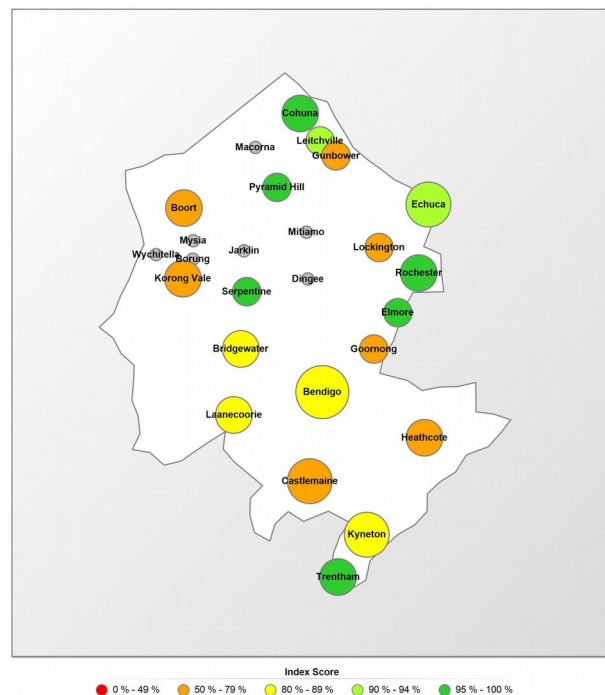 Cohuna
Leitchville
Macorna
Gunbower
Pyramid Hill
Boort
Echuca
Mitiamo
Mysia
Lockington
Jarklin
Wychitella
Borung
Rochester
Korong Vale
Dingee
Serpentine
Elmore
Bridgewater
Goornong
Bendigo
Laanecoorie
Heathcote
Castlemaine
Kyneton
Trentham
Index Score
0 % - 49 % 50 % - 79 % 80 % - 89 % 90 % - 94 % 95 % - 100 %